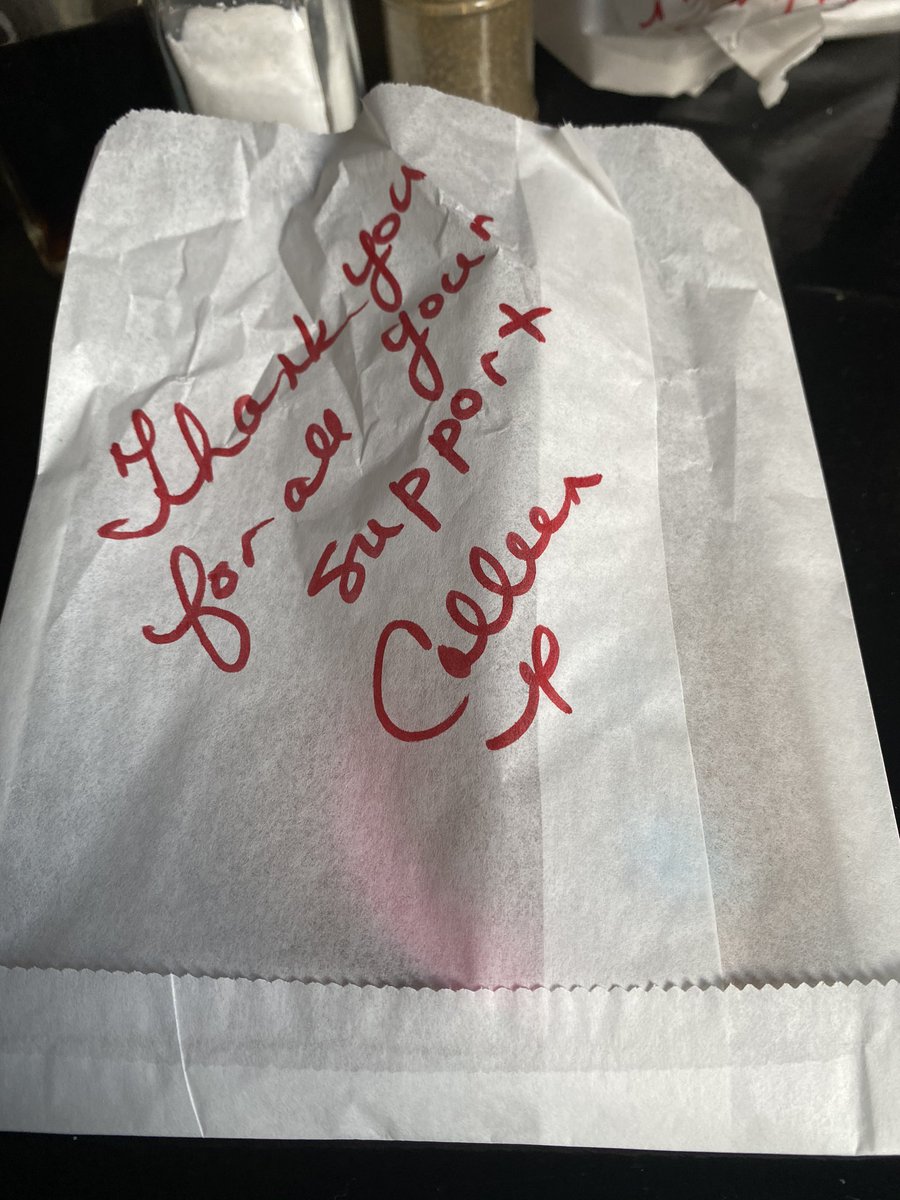 Thank you
for all your
support
Colleen
x